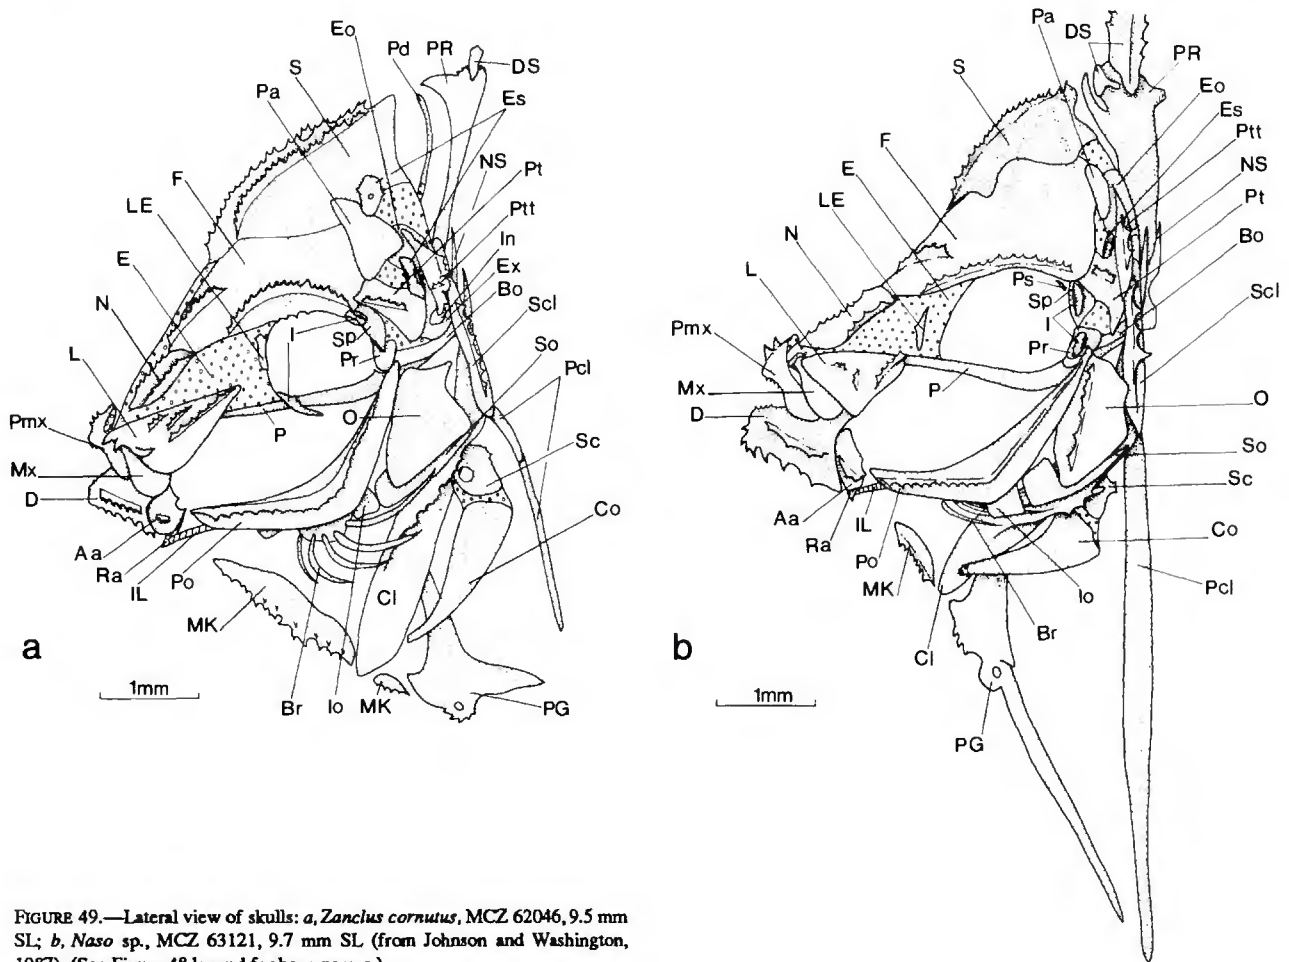 Eo
Pd
PR
DS
S
Pa
Es
NS
F
Pt
LE
Ptt
In
E
Ex
Bo
N
Scl
I
Sp
So
L
Pr
Pcl
O
Pmx
P
Sc
Mx
D
Co
Aa
Ra
IL
Po
Cl
MK
a
1mm
Br
Io
MK
PG
Pa
DS
PR
S
Eo
Es
F
Ptt
E
NS
LE
Pt
N
Bo
L
Ps
Sp
Scl
I
Pmx
Pr
Mx
P
D
O
So
Sc
Aa
IL
Co
Ra
Po
MK
Io
Pcl
Br
Cl
b
1mm
PG
FIGURE 49.—Lateral view of skulls: a, Zanclus cornutus, MCZ 62046, 9.5 mm
SL; b, Naso sp., MCZ 63121, 9.7 mm SL (from Johnson and Washington,